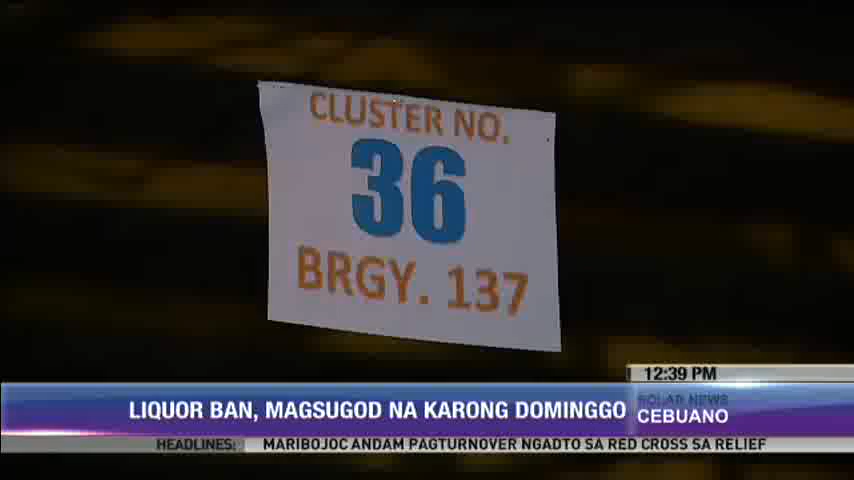 CLUSTER NO.
36
BRGY. 137
12:39 PM
LIQUOR BAN, MAGSUGOD NA KARONG DOMINGGO
SOLAR NEWS
CEBUANO
HEADLINES: MARIBOJOC ANDAM PAGTURNOVER NGADTO SA RED CROSS SA RELIEF